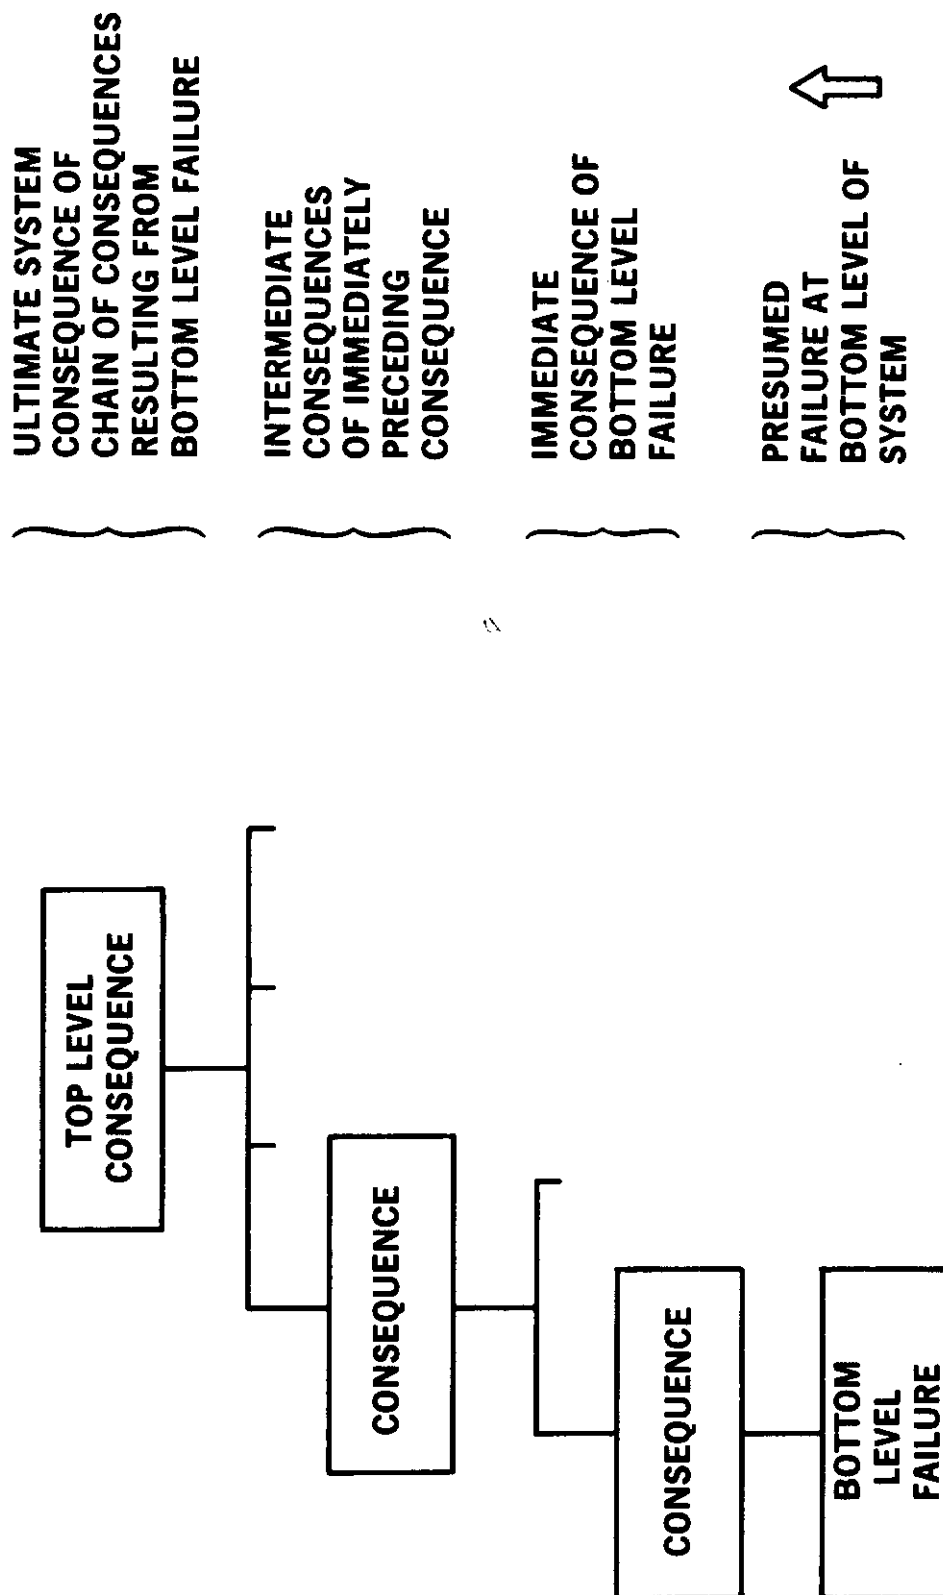 TOP LEVEL
CONSEQUENCE
CONSEQUENCE
CONSEQUENCE
BOTTOM
LEVEL
FAILURE
ULTIMATE SYSTEM
CONSEQUENCE OF
CHAIN OF CONSEQUENCES
RESULTING FROM
BOTTOM LEVEL FAILURE
INTERMEDIATE
CONSEQUENCES
OF IMMEDIATELY
PRECEDING
CONSEQUENCE
IMMEDIATE
CONSEQUENCE OF
BOTTOM LEVEL
FAILURE
PRESUMED
FAILURE AT
BOTTOM LEVEL OF
SYSTEM